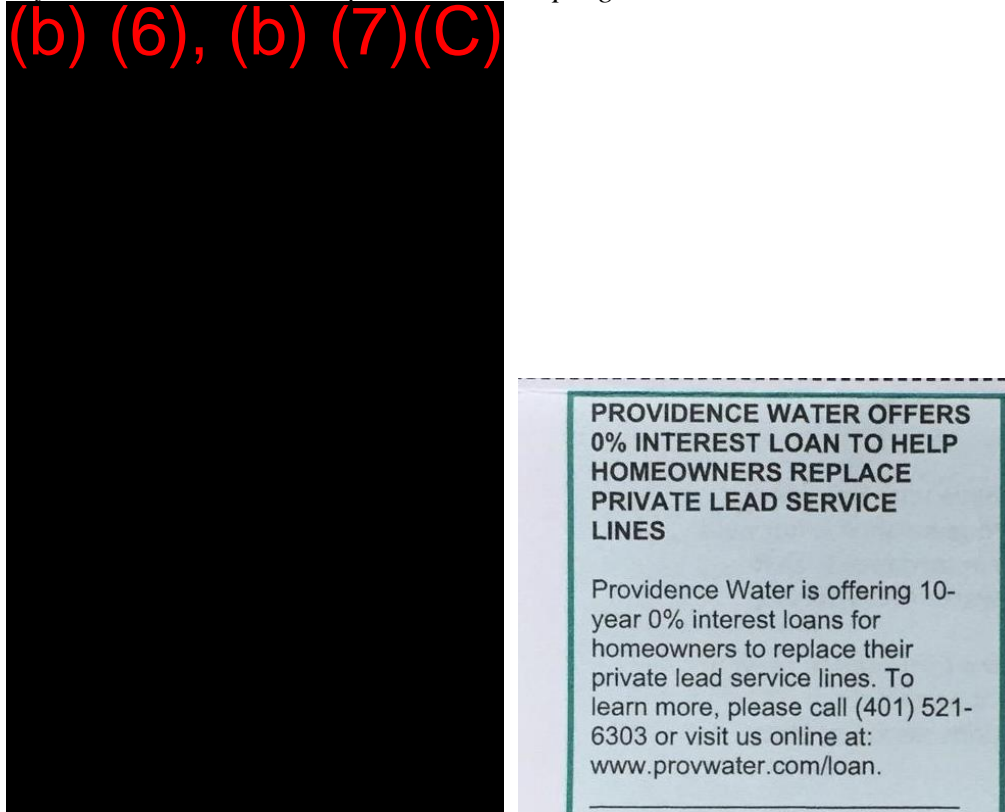 (b) (6), (b) (7)(C)
PROVIDENCE WATER OFFERS
0% INTEREST LOAN TO HELP
HOMEOWNERS REPLACE
PRIVATE LEAD SERVICE
LINES
Providence Water is offering 10-
year 0% interest loans for
homeowners to replace their
private lead service lines. To
learn more, please call (401) 521-
6303 or visit us online at:
www.provwater.com/loan.